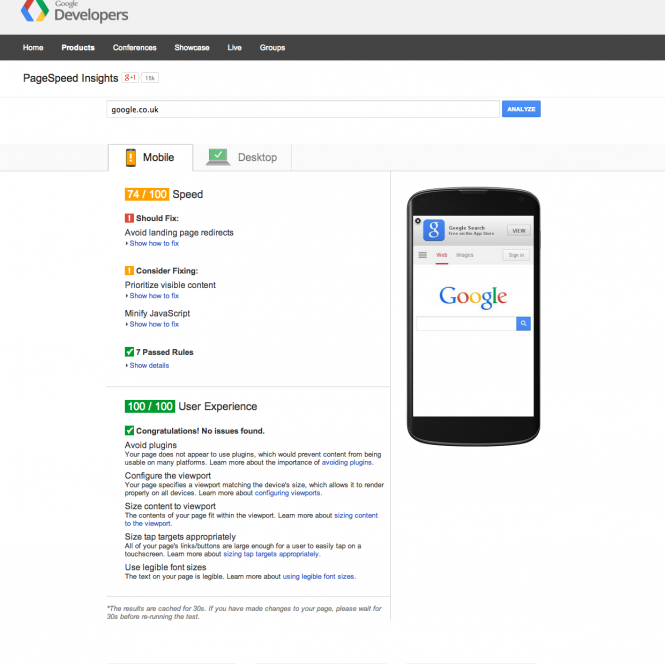 Google
Developers
Home Products Conferences Showcase Live Groups
PageSpeed Insights g+1 15k
google.co.uk ANALYZE
Mobile Desktop
74 / 100 Speed
Should Fix:
Avoid landing page redirects
Show how to fix
Consider Fixing:
Prioritize visible content
Show how to fix
Minify JavaScript
Show how to fix
7 Passed Rules
Show details
100 / 100 User Experience
Congratulations! No issues found.
Avoid plugins
Your page does not appear to use plugins, which would prevent content from being
usable on many platforms. Learn more about the importance of avoiding plugins.
Configure the viewport
Your page specifies a viewport matching the device's size, which allows it to render
properly on all devices. Learn more about configuring viewports.
Size content to viewport
The contents of your page fit within the viewport. Learn more about sizing content
to the viewport.
Size tap targets appropriately
All of your page's links/buttons are large enough for a user to easily tap on a
touchscreen. Learn more about sizing tap targets appropriately.
Use legible font sizes
The text on your page is legible. Learn more about using legible font sizes.
*The results are cached for 30s. If you have made changes to your page, please wait for
30s before re-running the test.
g
Google Search
Free on the App Store
VIEW
Web Images Sign in
Google